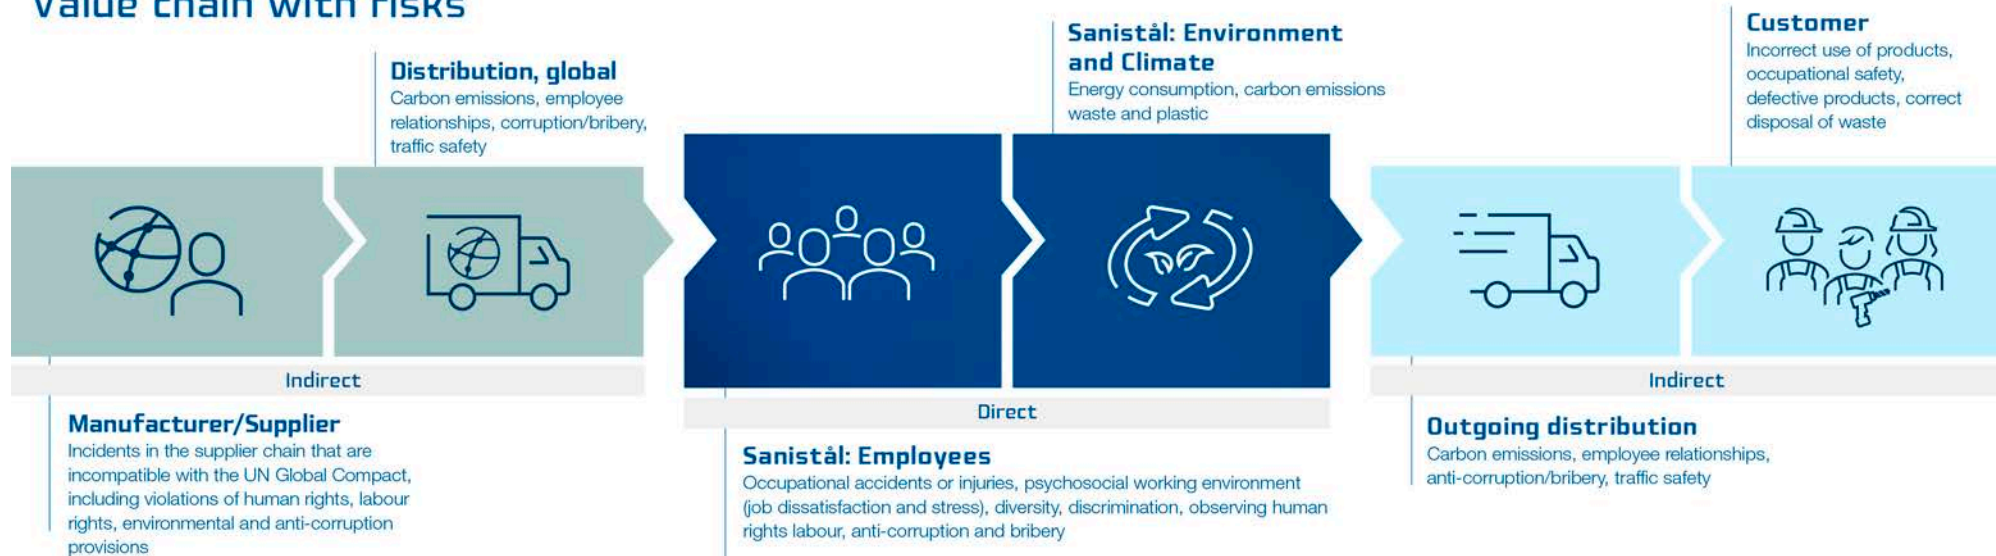 Value chain with risks
Distribution, global
Carbon emissions, employee
relationships, corruption/bribery,
traffic safety
Sanistål: Environment
and Climate
Energy consumption, carbon emissions
waste and plastic
Customer
Incorrect use of products,
occupational safety,
defective products, correct
disposal of waste
Indirect
Direct
Indirect
Manufacturer/Supplier
Incidents in the supplier chain that are
incompatible with the UN Global Compact,
including violations of human rights, labour
rights, environmental and anti-corruption
provisions
Sanistål: Employees
Occupational accidents or injuries, psychosocial working environment
(job dissatisfaction and stress), diversity, discrimination, observing human
rights labour, anti-corruption and bribery
Outgoing distribution
Carbon emissions, employee relationships,
anti-corruption/bribery, traffic safety